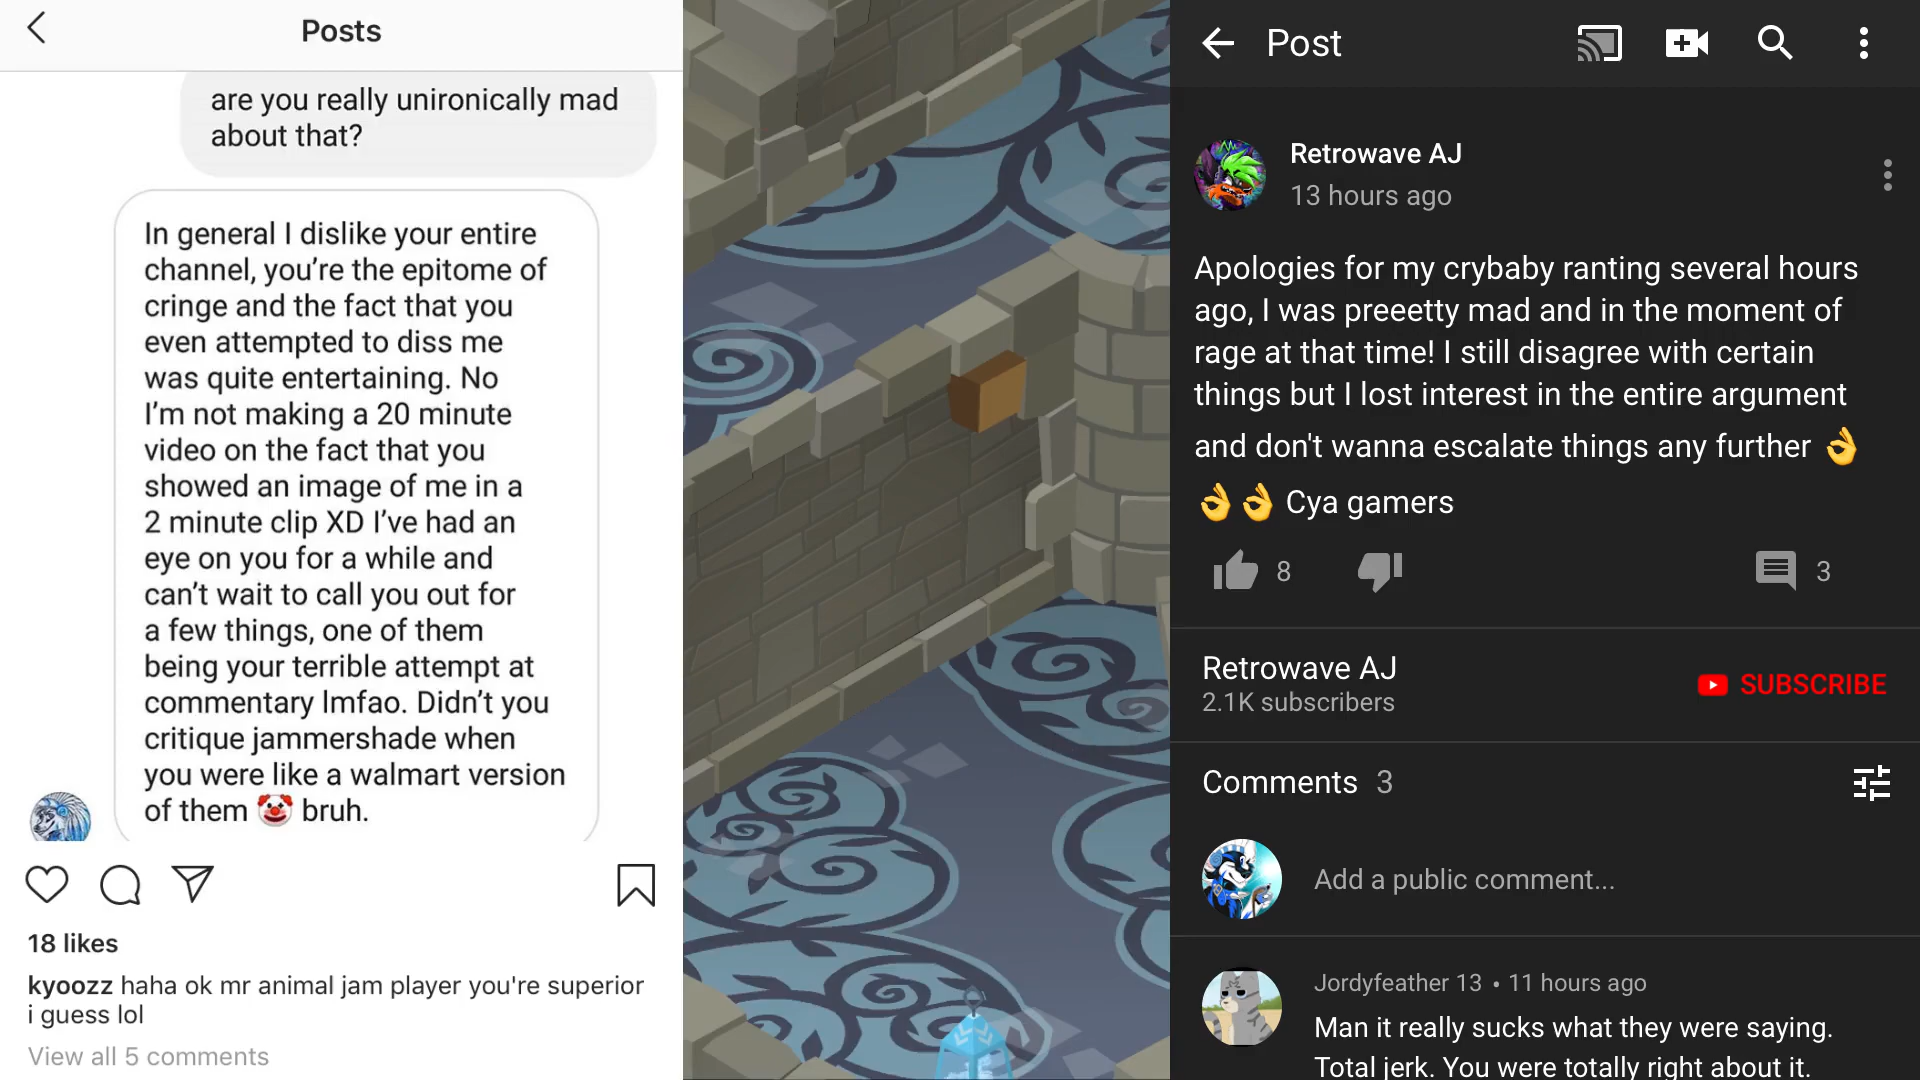 Posts
are you really unironically mad
about that?
In general I dislike your entire
channel, you’re the epitome of
cringe and the fact that you
even attempted to diss me
was quite entertaining. No
I’m not making a 20 minute
video on the fact that you
showed an image of me in a
2 minute clip XD I’ve had an
eye on you for a while and
can’t wait to call you out for
a few things, one of them
being your terrible attempt at
commentary lmfao. Didn’t you
critique jammershade when
you were like a walmart version
of them 🤡 bruh.
18 likes
kyoozz haha ok mr animal jam player you're superior
i guess lol
View all 5 comments
Post
Retrowave AJ
13 hours ago
Apologies for my crybaby ranting several hours
ago, I was preeetty mad and in the moment of
rage at that time! I still disagree with certain
things but I lost interest in the entire argument
and don't wanna escalate things any further 👌
👌👌 Cya gamers
8
3
Retrowave AJ
2.1K subscribers
SUBSCRIBE
Comments 3
Add a public comment...
Jordyfeather 13 • 11 hours ago
Man it really sucks what they were saying.
Total jerk. You were totally right about it.